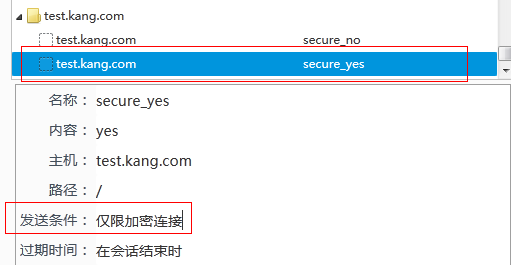 test.kang.com
test.kang.com secure_no
test.kang.com secure_yes
名称： secure_yes
内容： yes
主机： test.kang.com
路径： /
发送条件： 仅限加密连接
过期时间： 在会话结束时